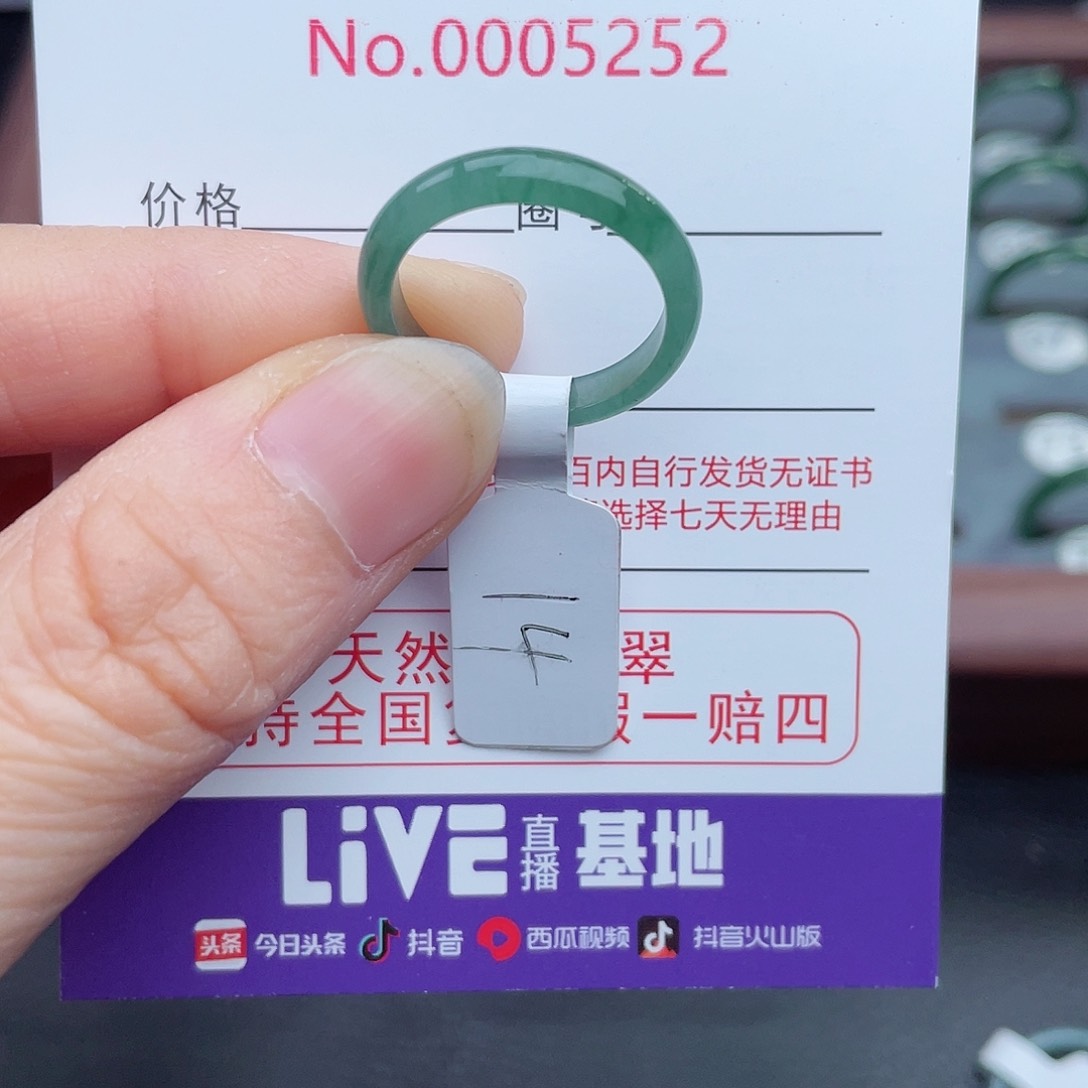 No.0005252
价格 圈
百内自行发货无证书
选择七天无理由
天然 翠
持全国 假一赔四
LiVE 直播 基地
头条 今日头条 抖音 西瓜视频 抖音火山版